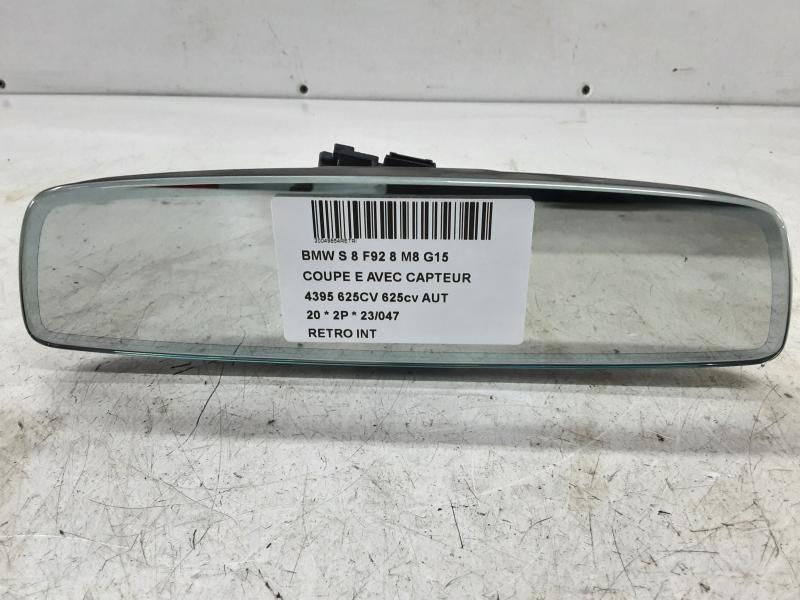 BMW S 8 F92 8 M8 G15
COUPE E AVEC CAPTEUR
4395 625CV 625cv AUT
20 * 2P * 23/047
RETRO INT